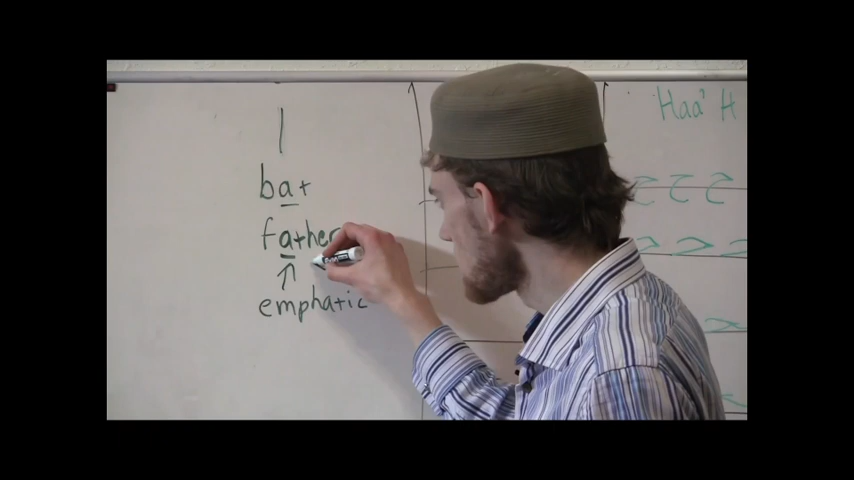 ا
bat
father
emphatic
Haa' H
ح ح ح